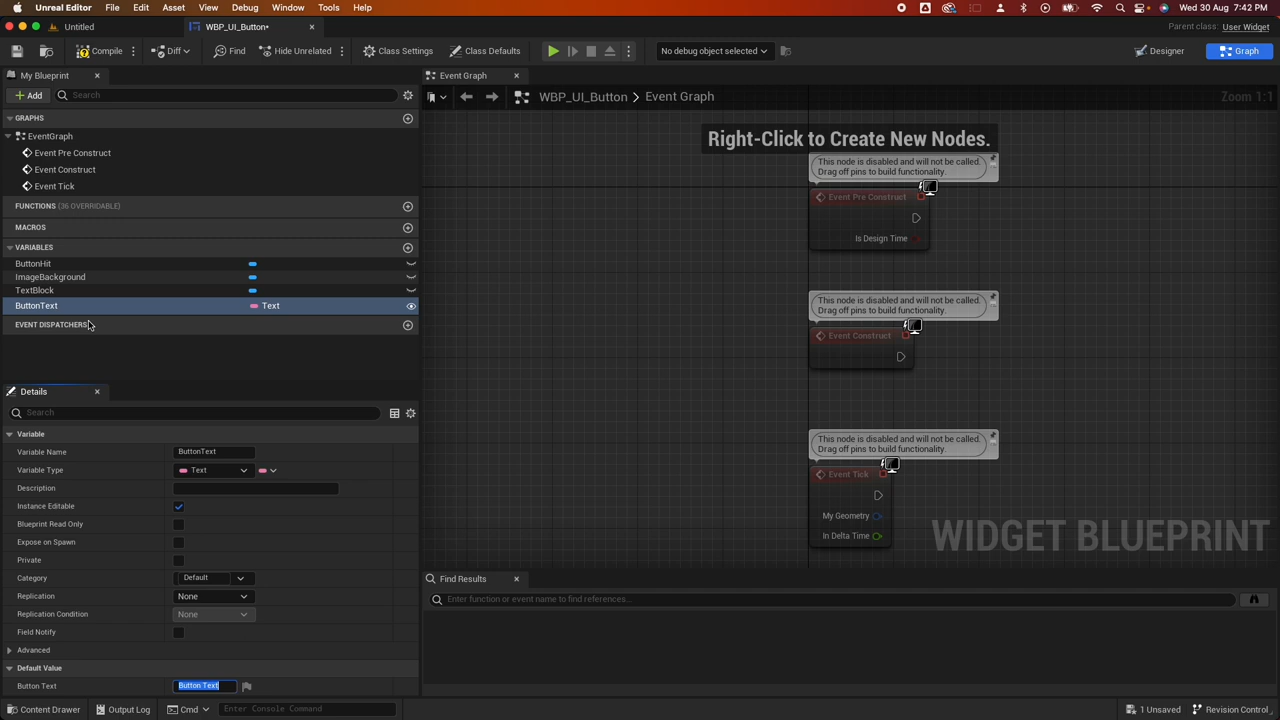 Unreal Editor File Edit Asset View Debug Window Tools Help Wed 30 Aug 7:42 PM
Untitled WBP_UI_Button*
Parent class: User Widget
Compile Diff Find Hide Unrelated Class Settings Class Defaults No debug object selected Designer Graph
My Blueprint
Event Graph
Add Search
WBP_UI_Button > Event Graph Zoom 1:1
GRAPHS
EventGraph
Event Pre Construct
Event Construct
Event Tick
FUNCTIONS (36 OVERRIDABLE)
MACROS
VARIABLES
ButtonHit
ImageBackground
TextBlock
ButtonText Text
EVENT DISPATCHERS
Right-Click to Create New Nodes.
This node is disabled and will not be called.
Drag off pins to build functionality.
Event Pre Construct
Is Design Time
This node is disabled and will not be called.
Drag off pins to build functionality.
Event Construct
This node is disabled and will not be called.
Drag off pins to build functionality.
Event Tick
My Geometry
In Delta Time
WIDGET BLUEPRINT
Details
Search
Variable
Variable Name ButtonText
Variable Type Text
Description
Instance Editable
Blueprint Read Only
Expose on Spawn
Private
Category Default
Replication None
Replication Condition None
Field Notify
Advanced
Default Value
Button Text Button Text
Find Results
Enter function or event name to find references...
Content Drawer Output Log Cmd Enter Console Command 1 Unsaved Revision Control